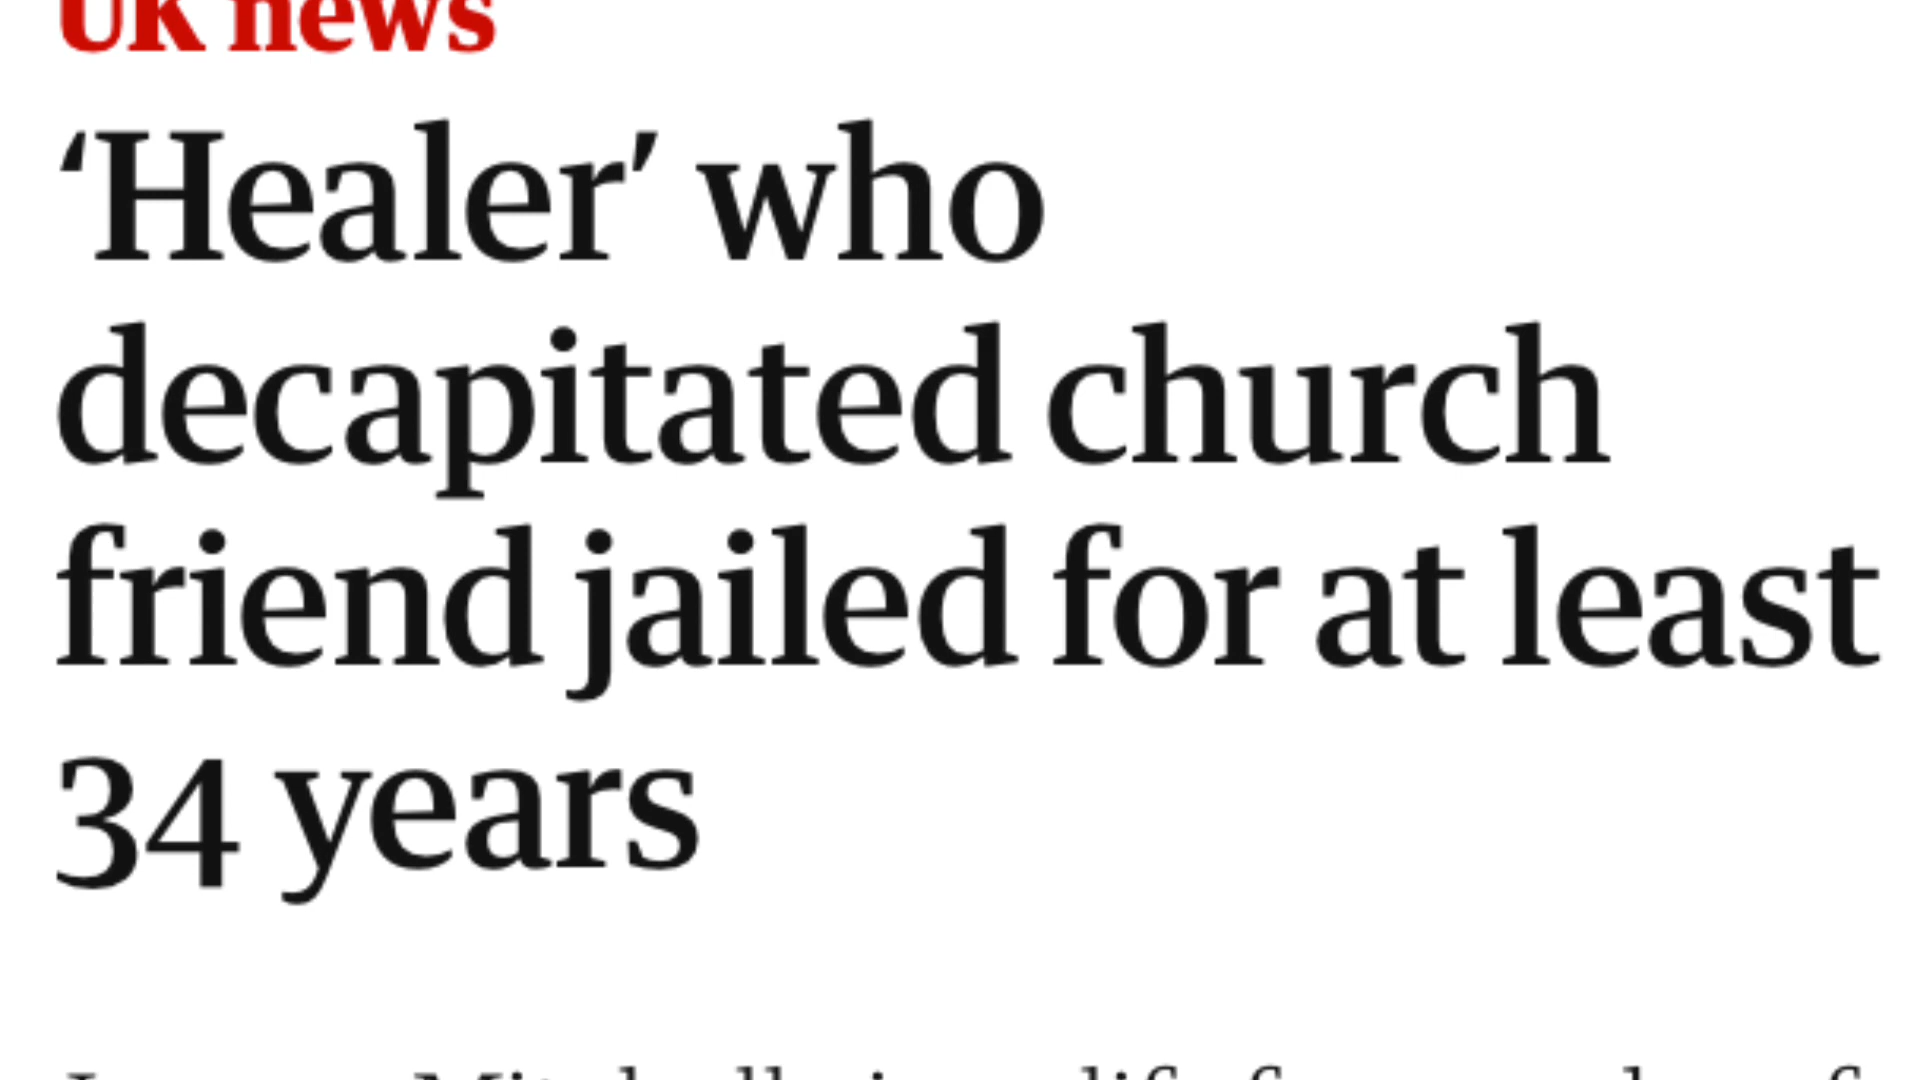 UK news
‘Healer’ who
decapitated church
friend jailed for at least
34 years